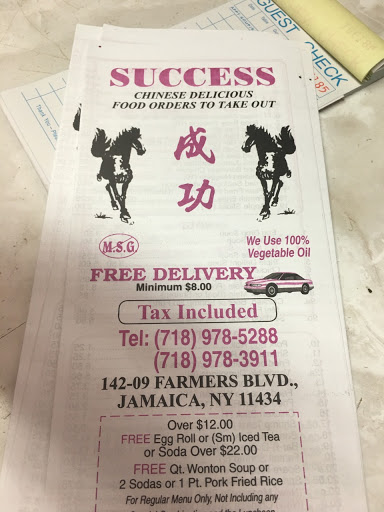 GUEST CHECK
SUCCESS
CHINESE DELICIOUS
FOOD ORDERS TO TAKE OUT
成
功
M.S.G
We Use 100%
Vegetable Oil
FREE DELIVERY
Minimum $8.00
Tax Included
Tel: (718) 978-5288
(718) 978-3911
142-09 FARMERS BLVD.,
JAMAICA, NY 11434
Over $12.00
FREE Egg Roll or (Sm) Iced Tea
or Soda Over $22.00
FREE Qt. Wonton Soup or
2 Sodas or 1 Pt. Pork Fried Rice
For Regular Menu Only, Not Including any